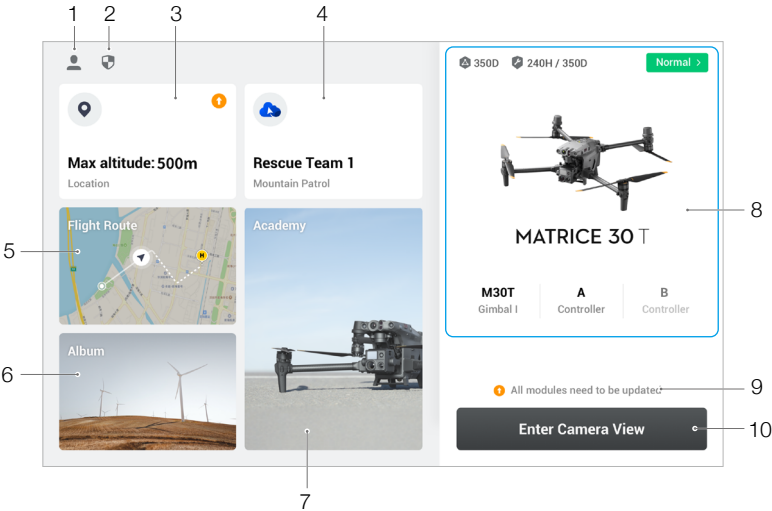 1
2
3
4
350D
240H / 350D
Normal >
Max altitude: 500m
Location
Rescue Team 1
Mountain Patrol
Flight Route
H
Academy
5
8
MATRICE 30 T
M30T
Gimbal I
A
Controller
B
Controller
Album
6
All modules need to be updated
9
Enter Camera View
10
7